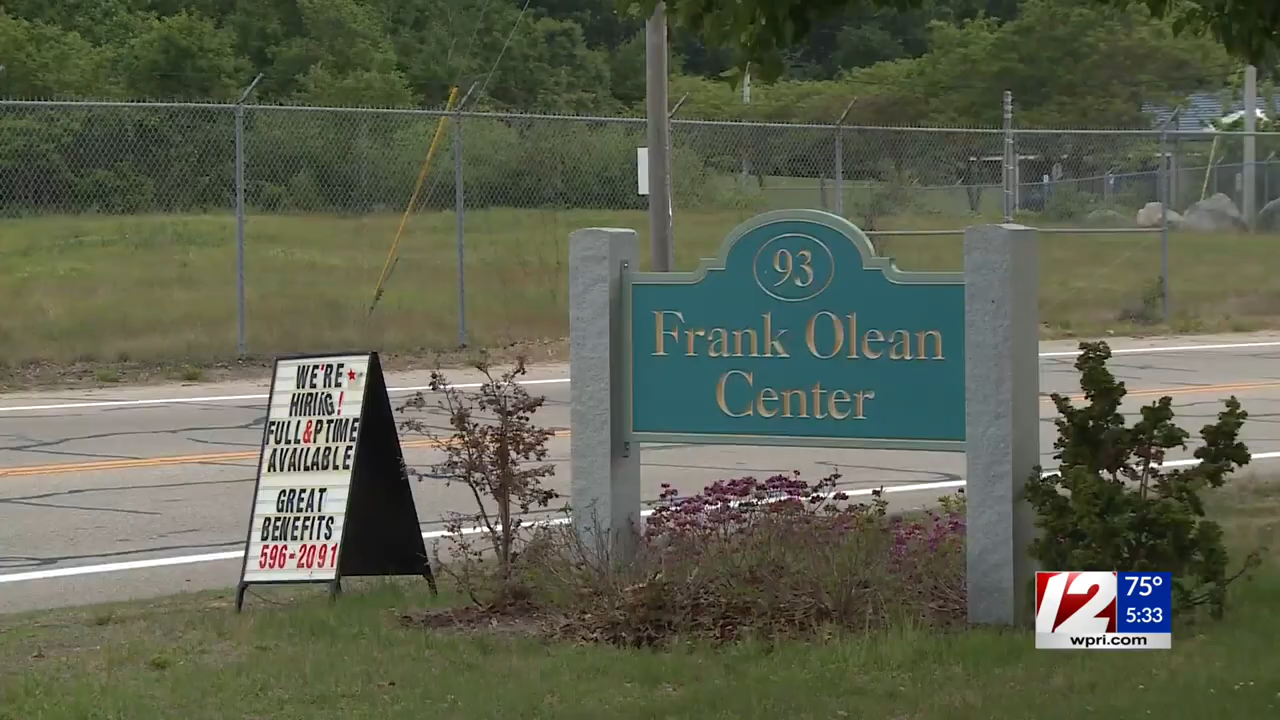 WE'RE
HIRING!
FULL&PTIME
AVAILABLE
GREAT
BENEFITS
596-2091
93
Frank Olean
Center
12
75°
5:33
wpri.com